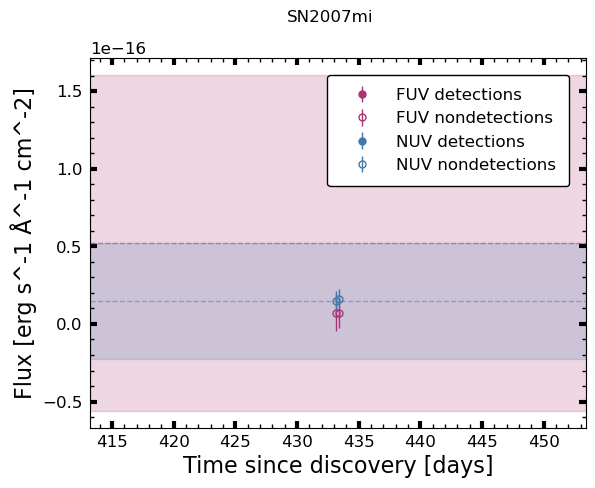 SN2007mi
1e−16
Flux [erg s^-1 Å^-1 cm^-2]
1.5
1.0
0.5
0.0
−0.5
FUV detections
FUV nondetections
NUV detections
NUV nondetections
415 420 425 430 435 440 445 450
Time since discovery [days]